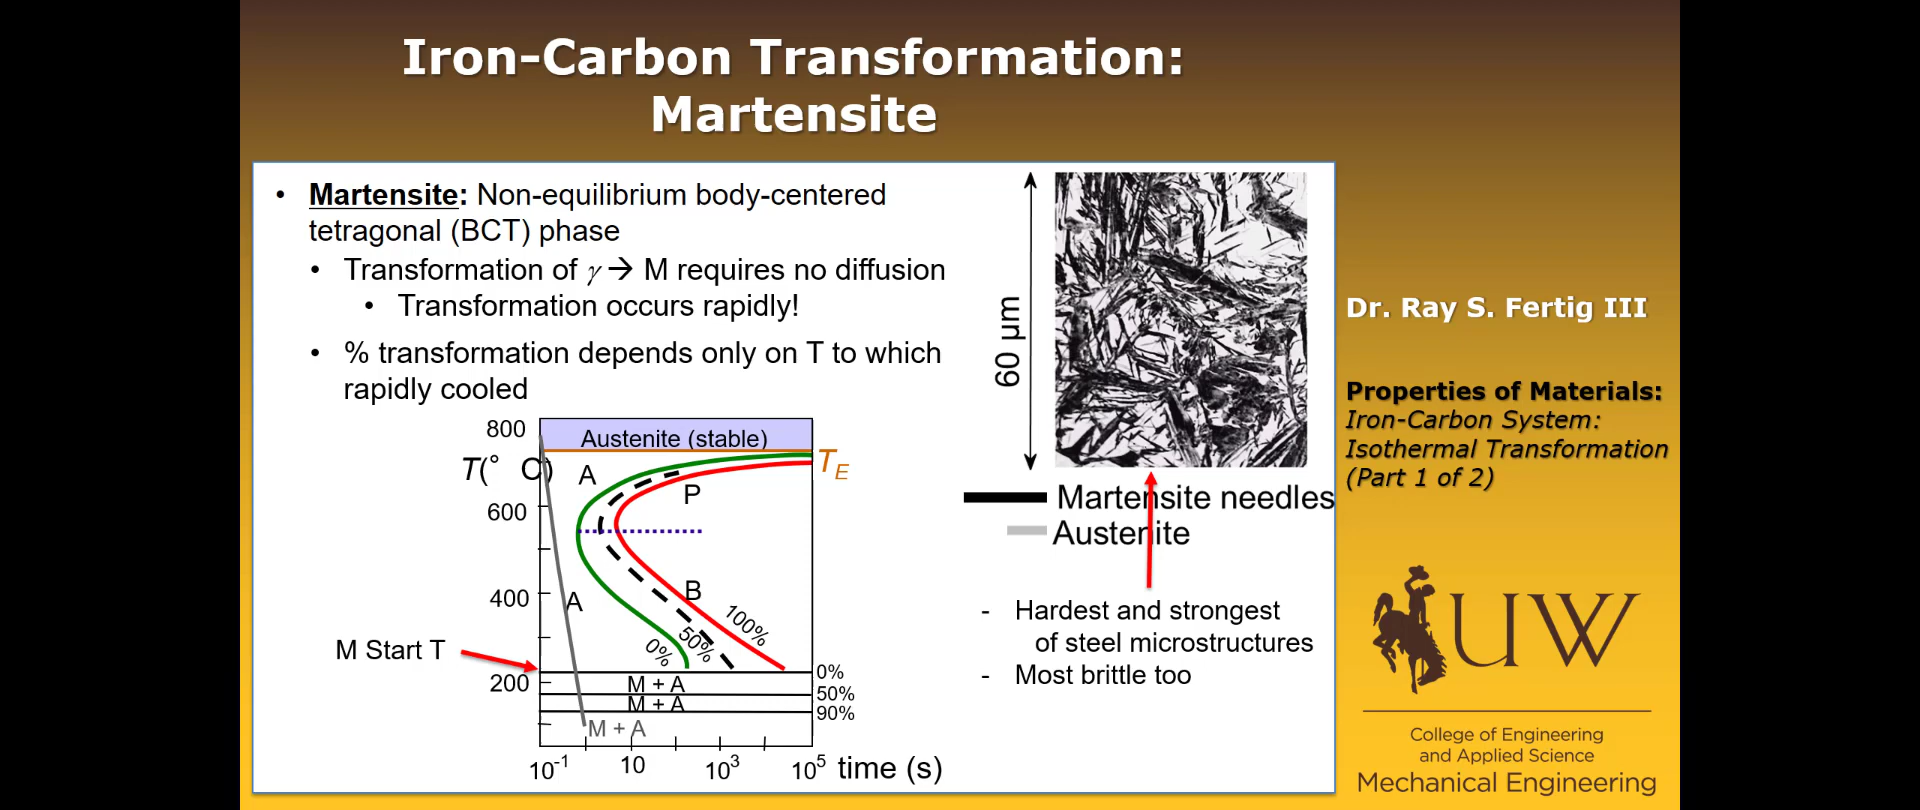 Iron-Carbon Transformation:
Martensite
• Martensite: Non-equilibrium body-centered
tetragonal (BCT) phase
• Transformation of γ → M requires no diffusion
• Transformation occurs rapidly!
• % transformation depends only on T to which
rapidly cooled
800
Austenite (stable)
T(° C)
A
P
TE
600
400
A
B
0%
50%
100%
M Start T
200
M + A
M + A
M + A
0%
50%
90%
10-1
10
103
105
time (s)
60 μm
Martensite needles
Austenite
- Hardest and strongest
of steel microstructures
- Most brittle too
Dr. Ray S. Fertig III
Properties of Materials:
Iron-Carbon System:
Isothermal Transformation
(Part 1 of 2)
UW
College of Engineering
and Applied Science
Mechanical Engineering